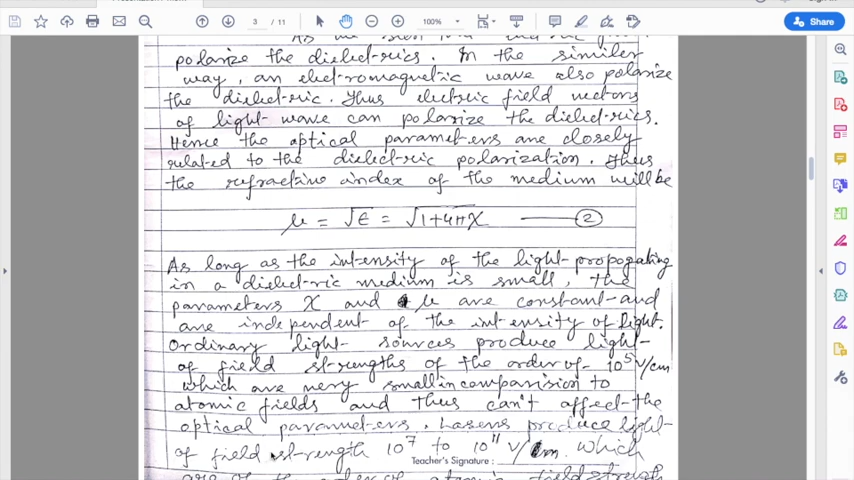 3 / 11
100%
Share
polarize the dielectrics. In the similer
way, an electromagnetic wave also polarize
the dielectric. Thus electric field vectors
of light wave can polarize the dielectrics.
Hence the optical parameters are closely
related to the dielectric polarization. Thus
the refractive index of the medium will be
μ = √ε = √1+4πχ —— ②
As long as the intensity of the light propogating
in a dielectric medium is small, the
parameters χ and μ are constant and
are independent of the intensity of light.
Ordinary light sources produce light
of field strengths of the order of 10⁵ V/cm
which are very small in comparision to
atomic fields and thus can't affect the
optical parameters. Lasers produce light
of field strength 10⁷ to 10¹¹ V/cm. which
Teacher's Signature :